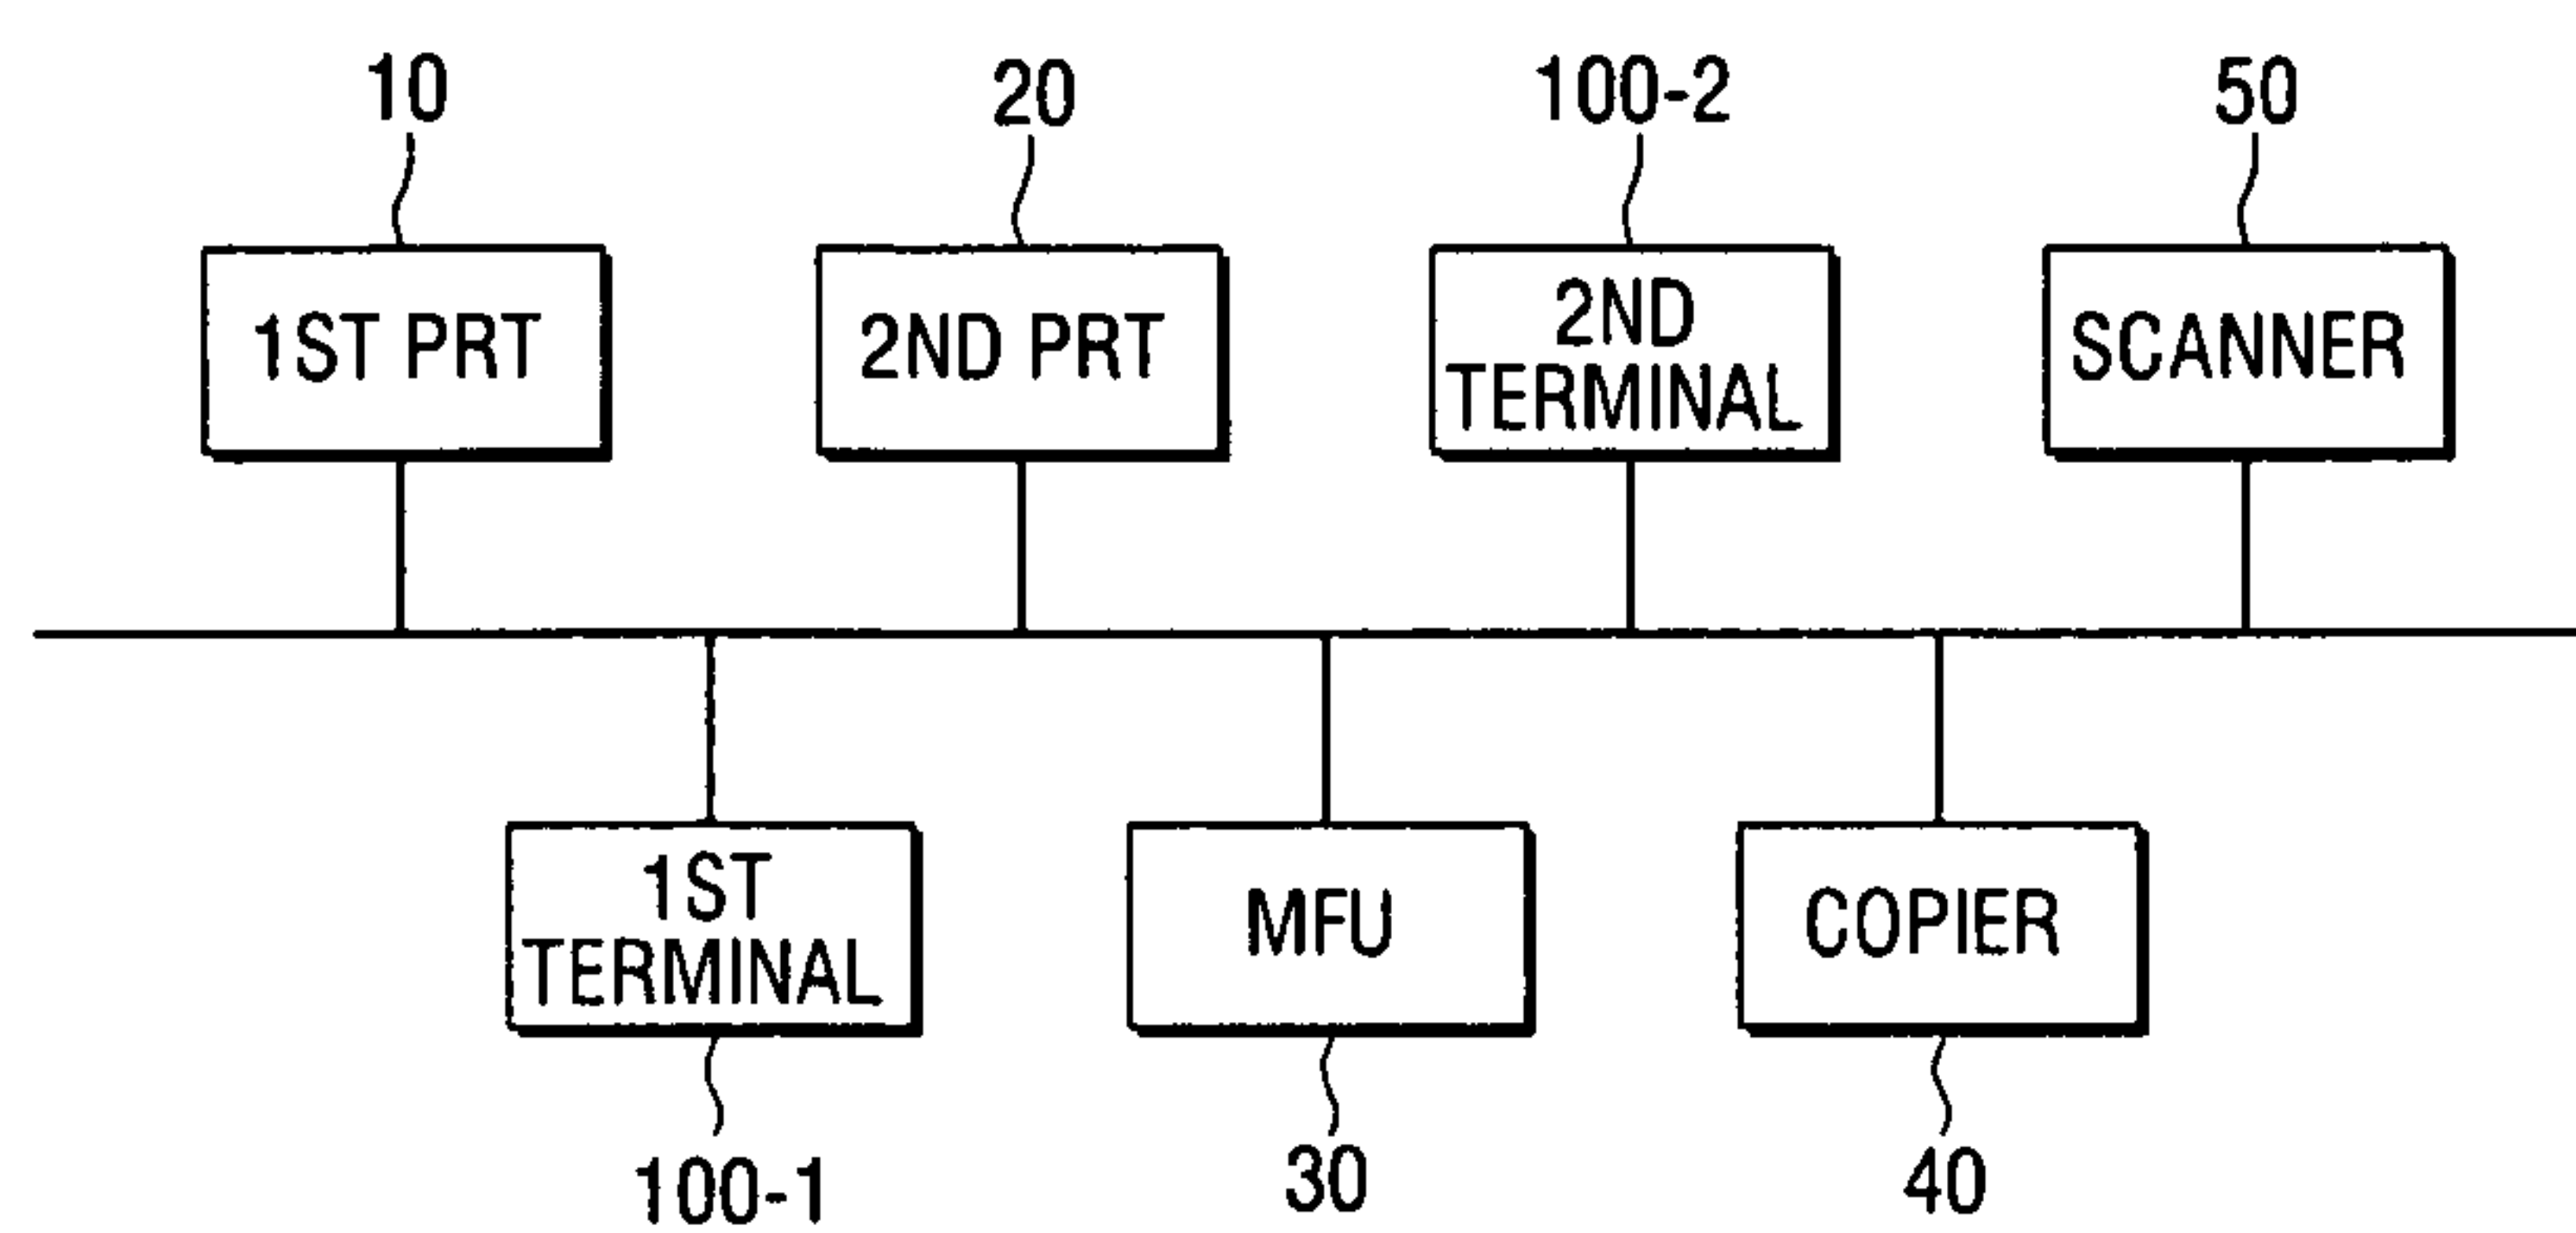 10
20
100-2
50
1ST PRT
2ND PRT
2ND
TERMINAL
SCANNER
1ST
TERMINAL
MFU
COPIER
100-1
30
40